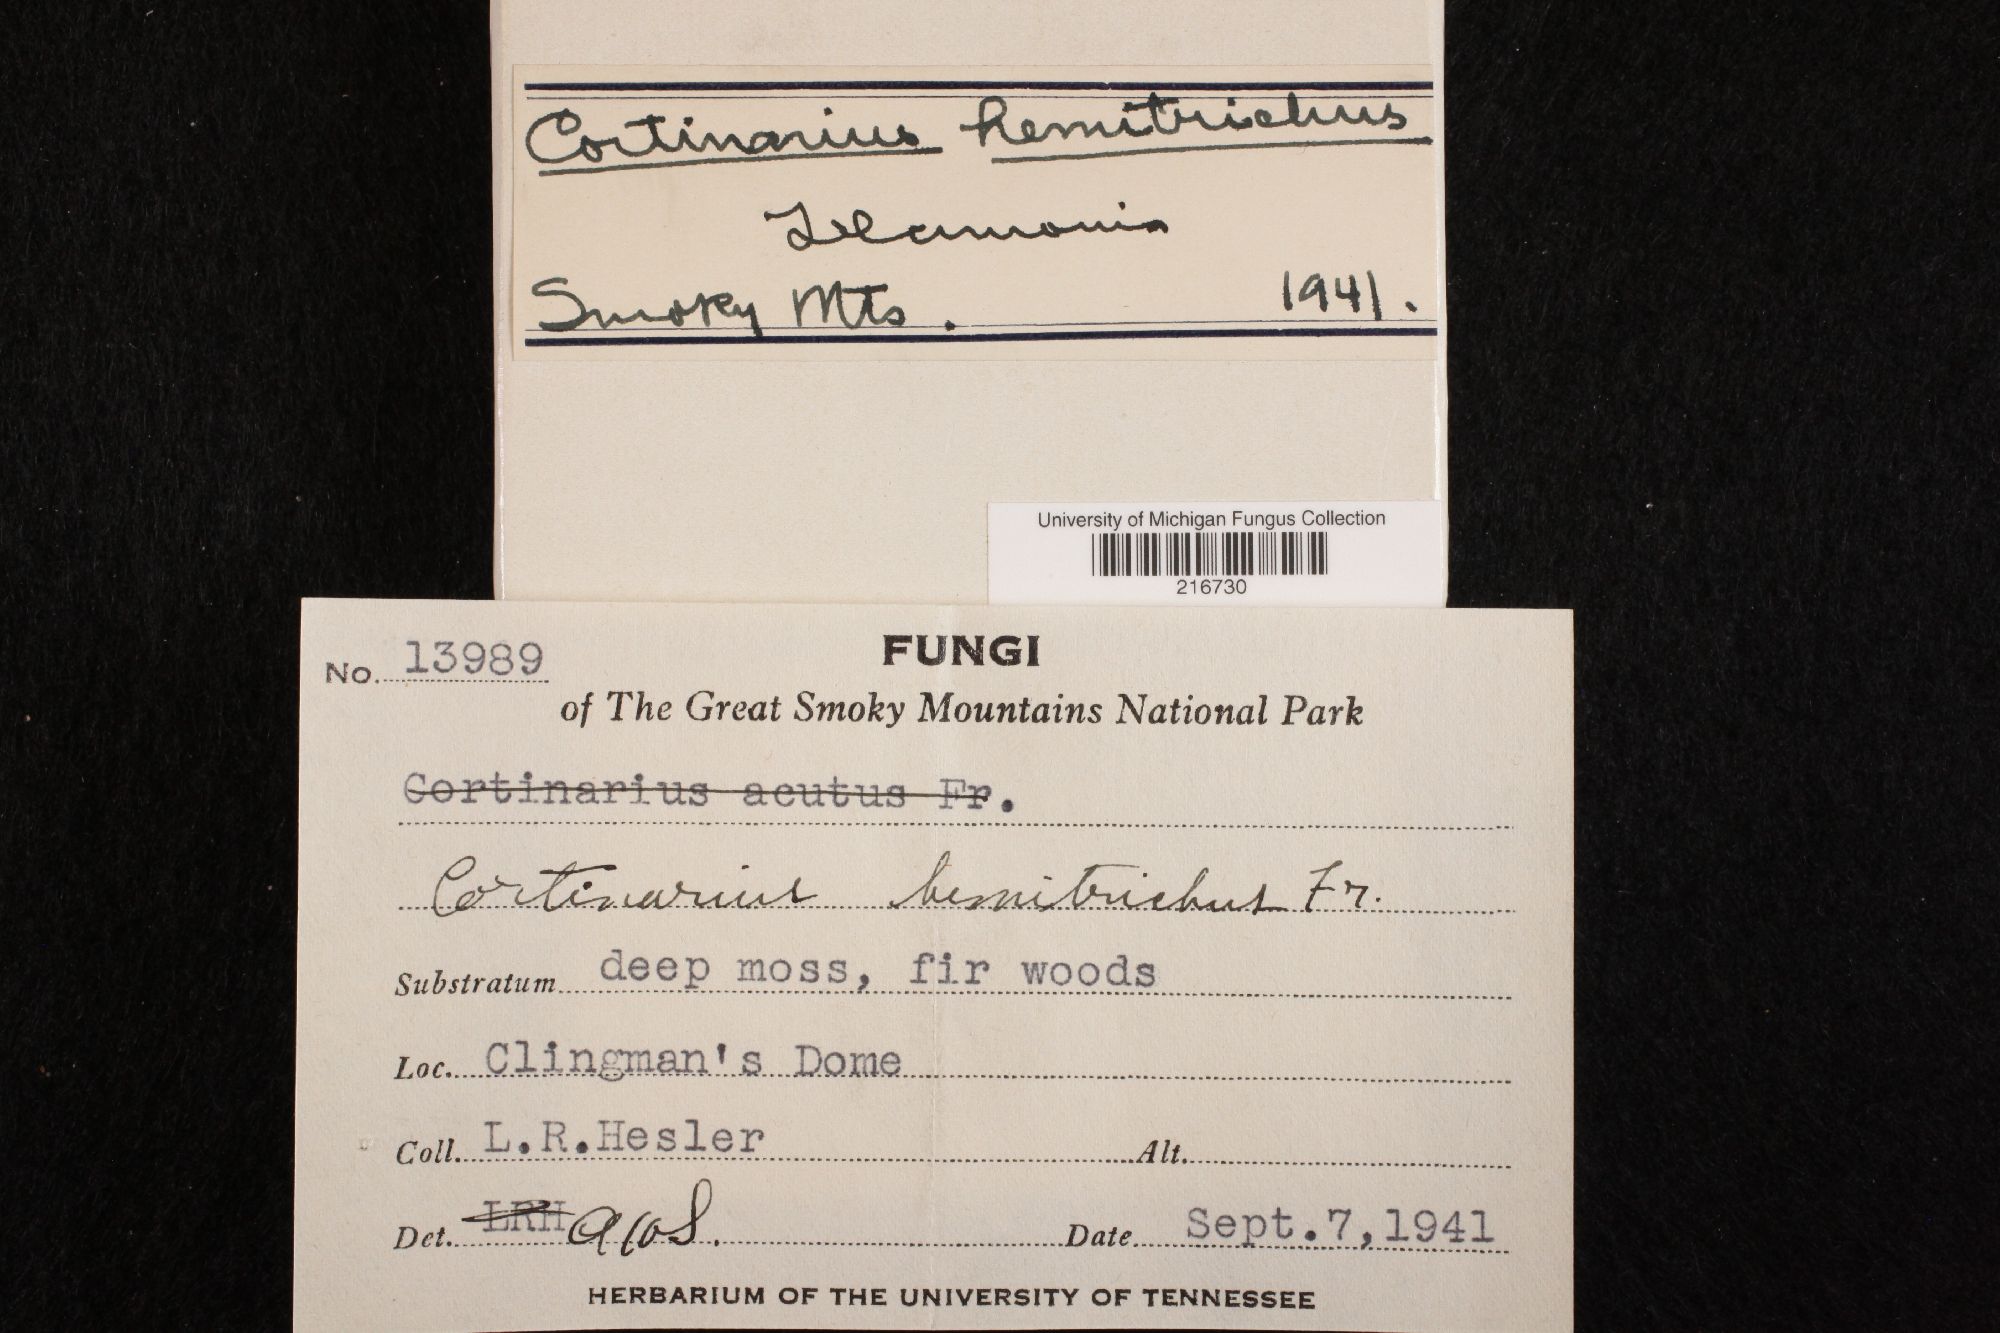 Cortinarius hemitrichus
Telamonia
Smoky Mts. 1941.
University of Michigan Fungus Collection
216730
No. 13989
FUNGI
of The Great Smoky Mountains National Park
Cortinarius acutus Fr.
Cortinarius hemitrichus Fr.
Substratum deep moss, fir woods
Loc. Clingman's Dome
Coll. L.R.Hesler Alt.
Det. LRH AHS.
Date Sept.7,1941
HERBARIUM OF THE UNIVERSITY OF TENNESSEE